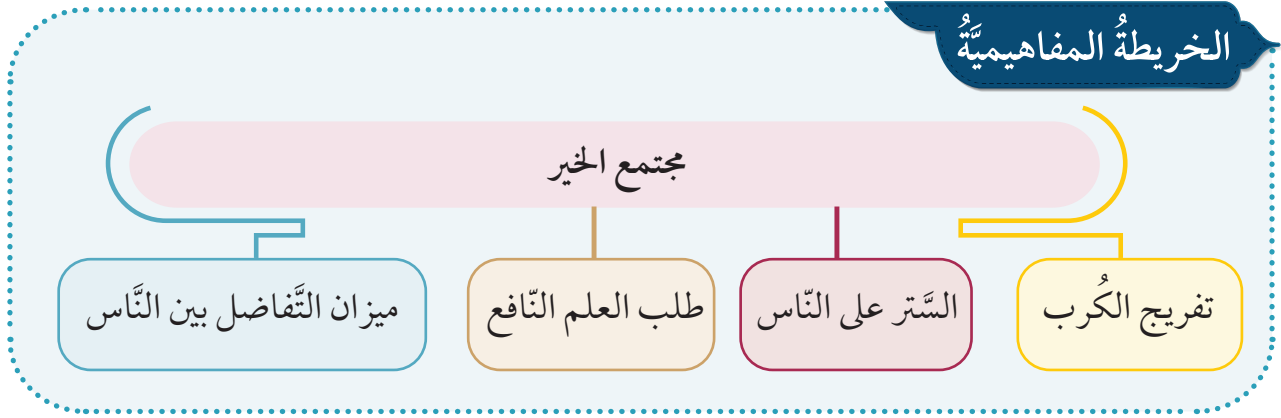 الخريطةُ المفاهيميَّةُ
مجتمع الخير
تفريج الكُرب
السَّتر على النّاس
طلب العلم النّافع
ميزان التَّفاضل بين النَّاس